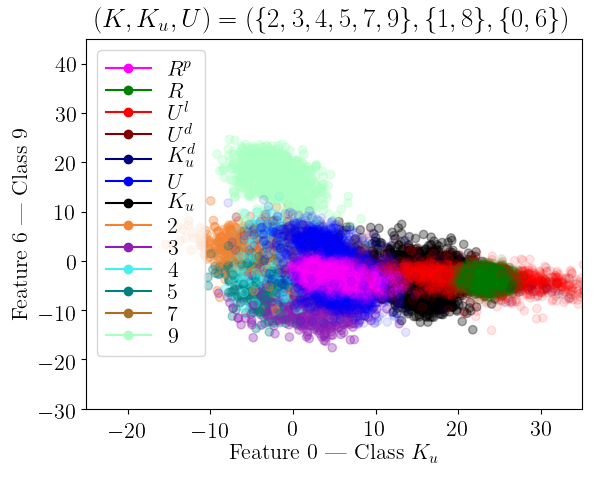 (K, K_u, U) = ({2, 3, 4, 5, 7, 9}, {1, 8}, {0, 6})
Feature 6 — Class 9
40
30
20
10
0
−10
−20
−30
R^p
R
U^l
U^d
K_u^d
U
K_u
2
3
4
5
7
9
−20 −10 0 10 20 30
Feature 0 — Class K_u